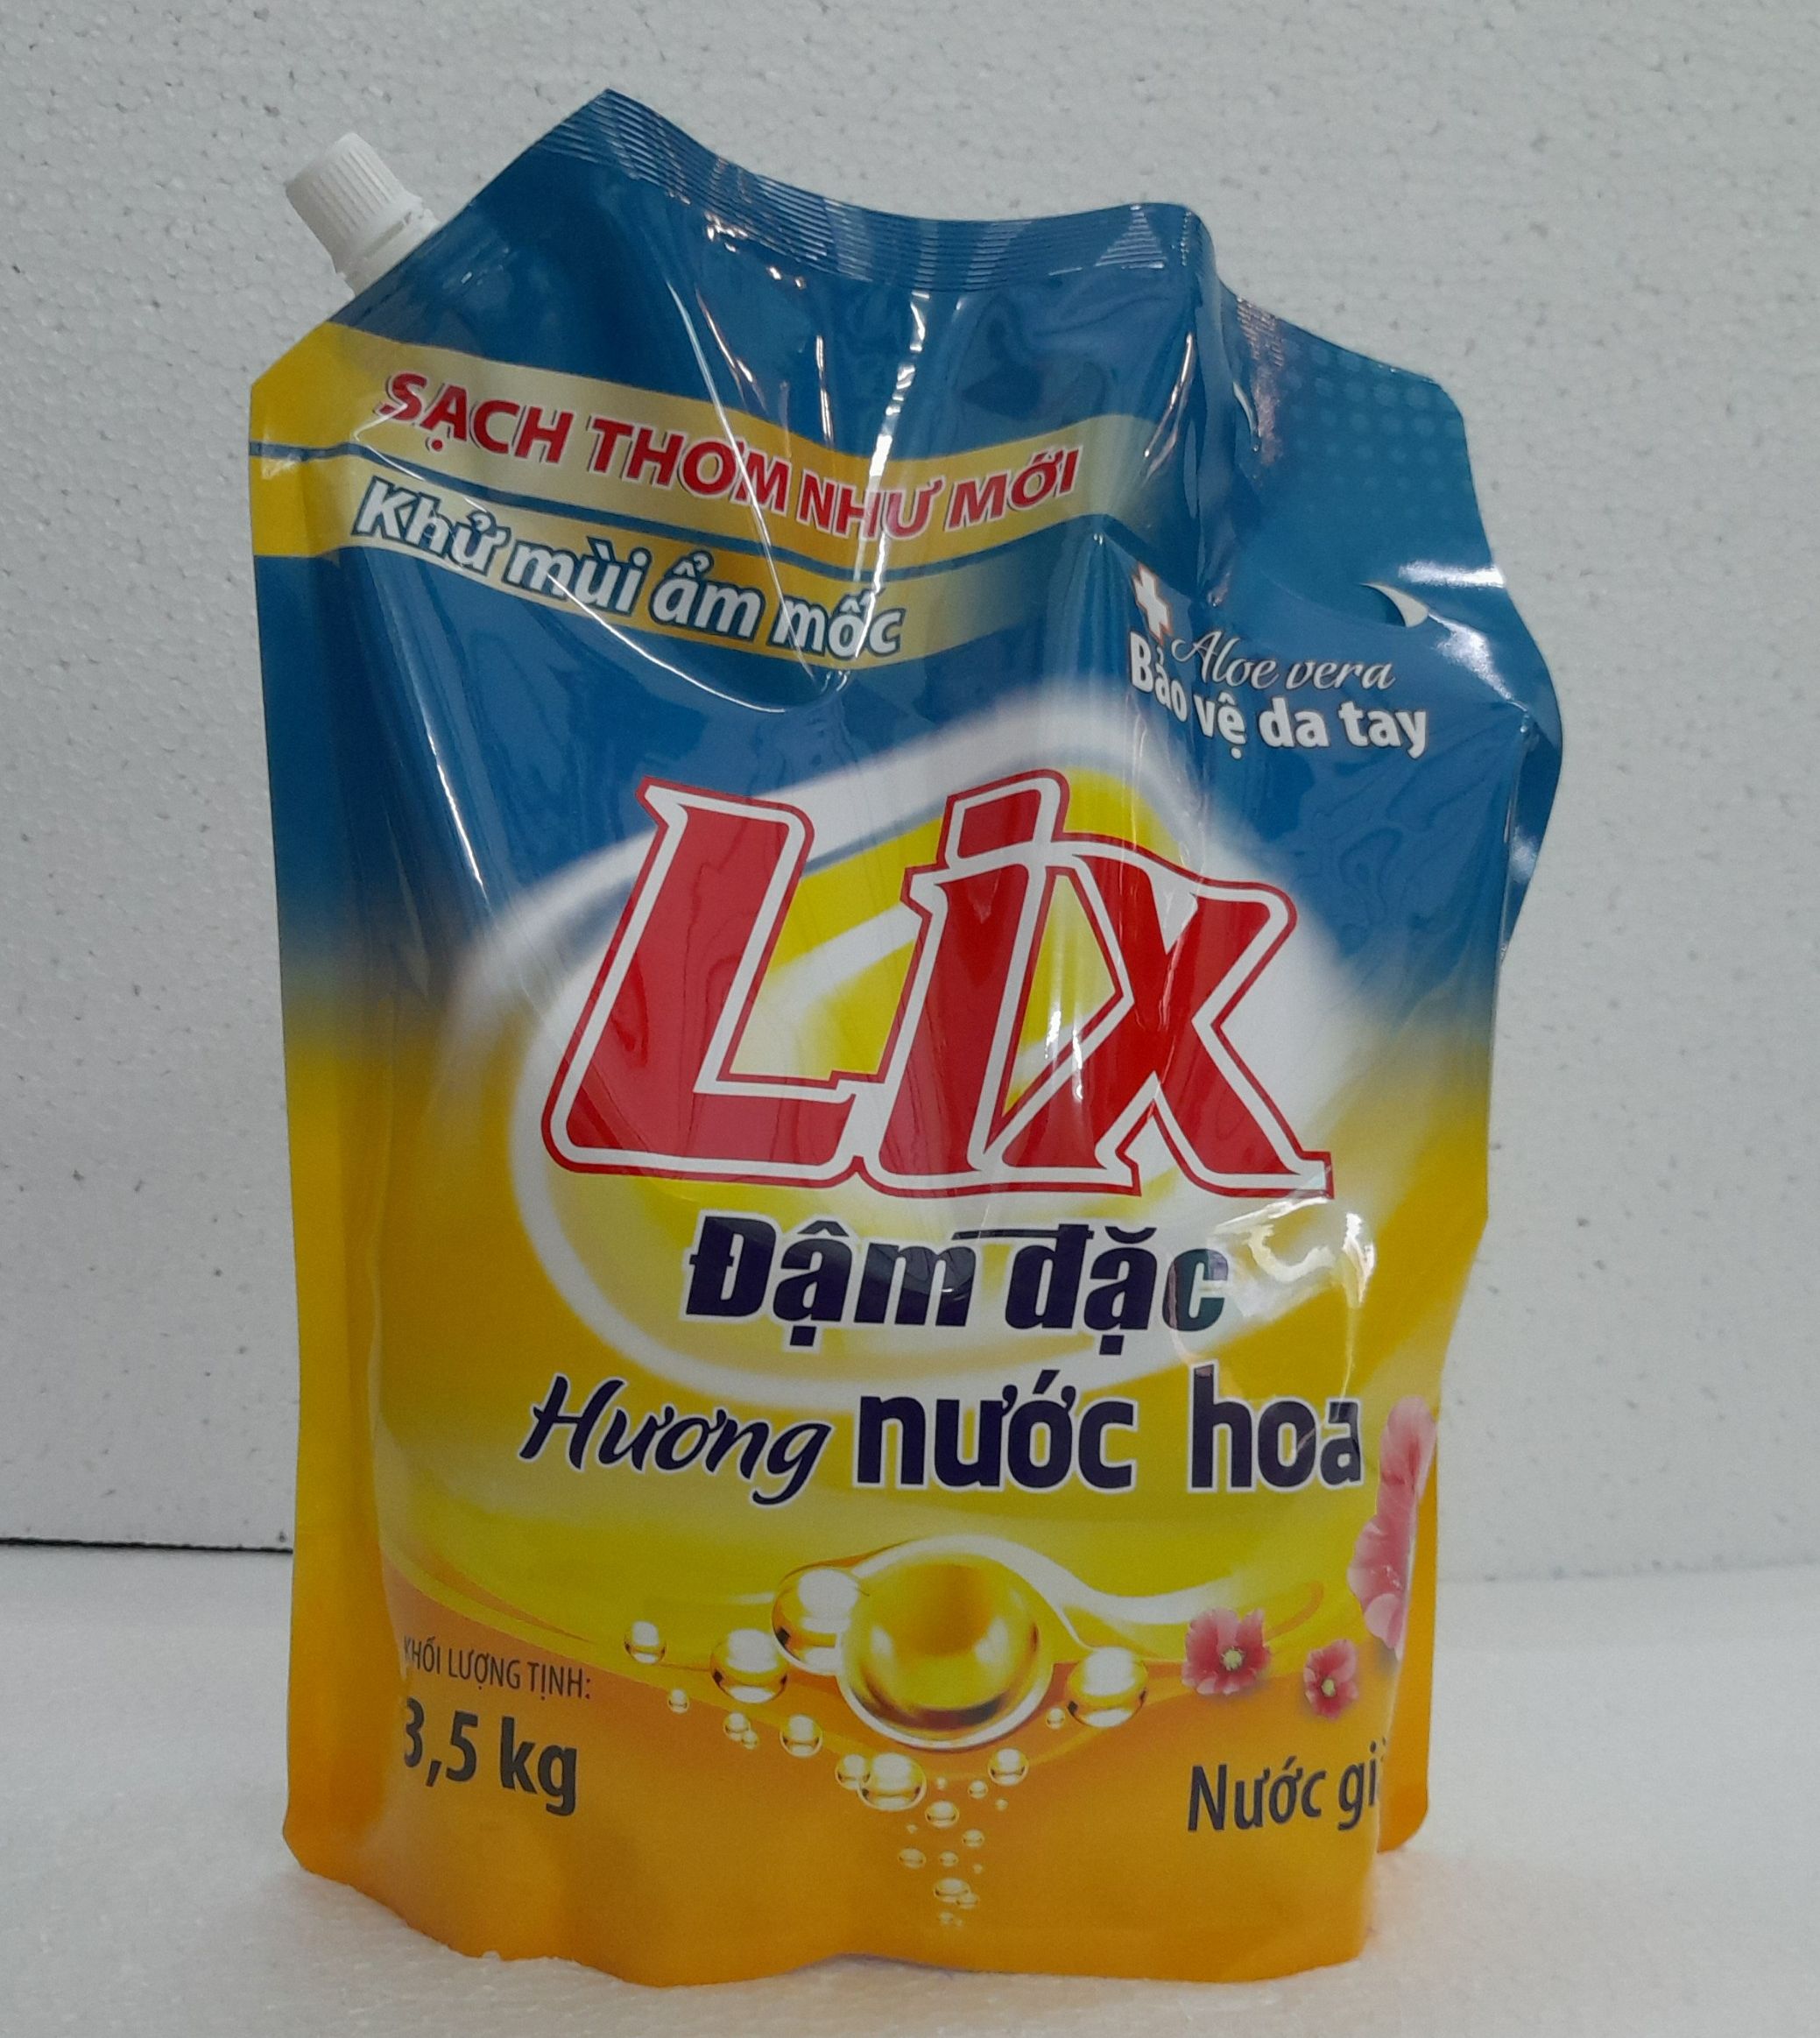 SẠCH THƠM NHƯ MỚI
Khử mùi ẩm mốc
Aloe vera
Bảo vệ da tay
Lix
Đậm đặc
Hương nước hoa
KHỐI LƯỢNG TỊNH:
3,5 kg
Nước